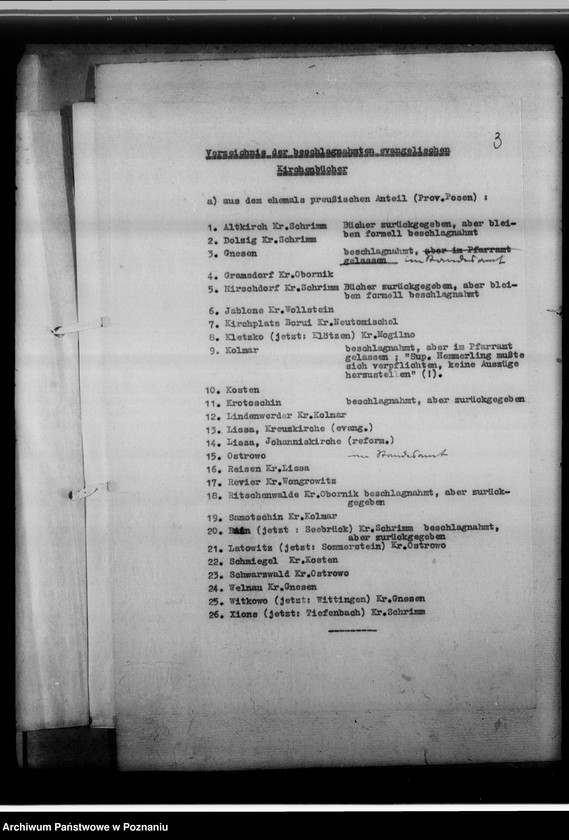 3
Verzeichnis der beschlagnahmten evangelischen
Kirchenbücher
a) aus dem ehemals preußischen Anteil (Prov.Posen) :
1. Altkirch Kr.Schrimm Bücher zurückgegeben, aber blei-
ben formell beschlagnahmt
2. Dolzig Kr.Schrimm
3. Gnesen beschlagnahmt, aber im Pfarramt
gelassen im Standesamt
4. Gramsdorf Kr.Obornik
5. Hirschdorf Kr.Schrimm Bücher zurückgegeben, aber blei-
ben formell beschlagnahmt
6. Jablone Kr.Wollstein
7. Kirchplatz Borui Kr.Neutomischel
8. Kletzko (jetzt: Klötzen) Kr.Mogilno
9. Kolmar beschlagnahmt, aber im Pfarramt
gelassen ; "Sup. Hemmerling mußte
sich verpflichten, keine Auszüge
herzustellen" (!).
10. Kosten
11. Krotoschin beschlagnahmt, aber zurückgegeben
12. Lindenwerder Kr.Kolmar
13. Lissa, Kreuzkirche (evang.)
14. Lissa, Johanniskirche (reform.)
15. Ostrowo im Standesamt
16. Reisen Kr.Lissa
17. Revier Kr.Wongrowitz
18. Ritschenwalde Kr.Obornik beschlagnahmt, aber zurück-
gegeben
19. Samotschin Kr.Kolmar
20. (jetzt : Seebrück) Kr.Schrimm beschlagnahmt,
aber zurückgegeben
21. Latowitz (jetzt: Sommerstein) Kr.Ostrowo
22. Schmiegel Kr.Kosten
23. Schwarzwald Kr.Ostrowo
24. Welnau Kr.Gnesen
25. Witkowo (jetzt: Wittingen) Kr.Gnesen
26. Xions (jetzt: Tiefenbach) Kr.Schrimm
Archiwum Państwowe w Poznaniu